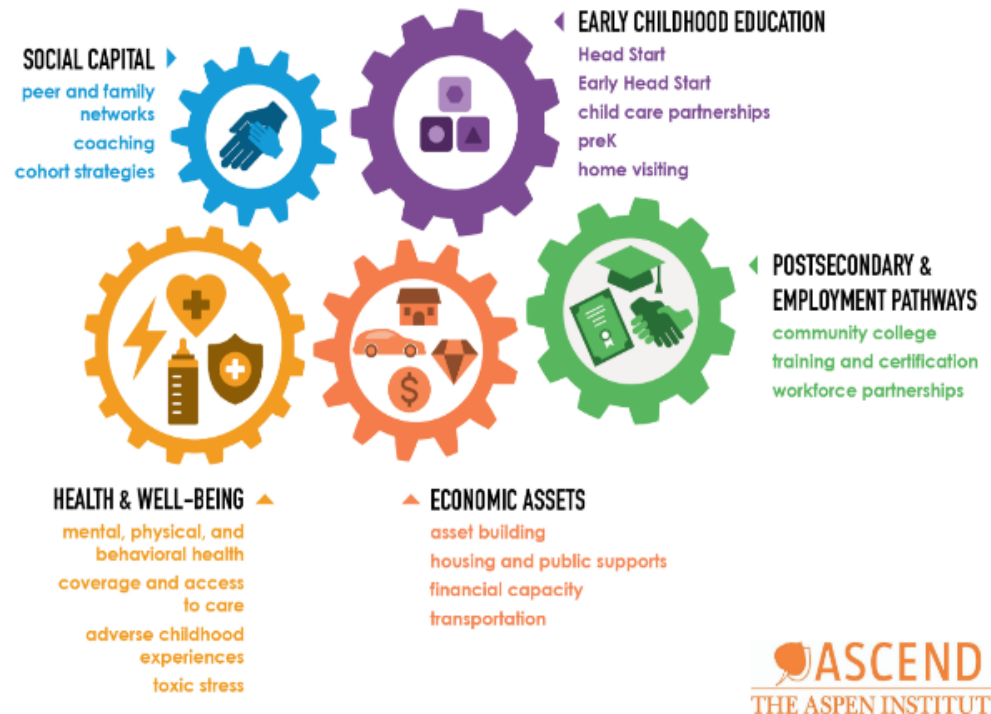 SOCIAL CAPITAL
peer and family
networks
coaching
cohort strategies
EARLY CHILDHOOD EDUCATION
Head Start
Early Head Start
child care partnerships
preK
home visiting
POSTSECONDARY &
EMPLOYMENT PATHWAYS
community college
training and certification
workforce partnerships
$
HEALTH & WELL-BEING
mental, physical, and
behavioral health
coverage and access
to care
adverse childhood
experiences
toxic stress
ECONOMIC ASSETS
asset building
housing and public supports
financial capacity
transportation
ASCEND
THE ASPEN INSTITUT